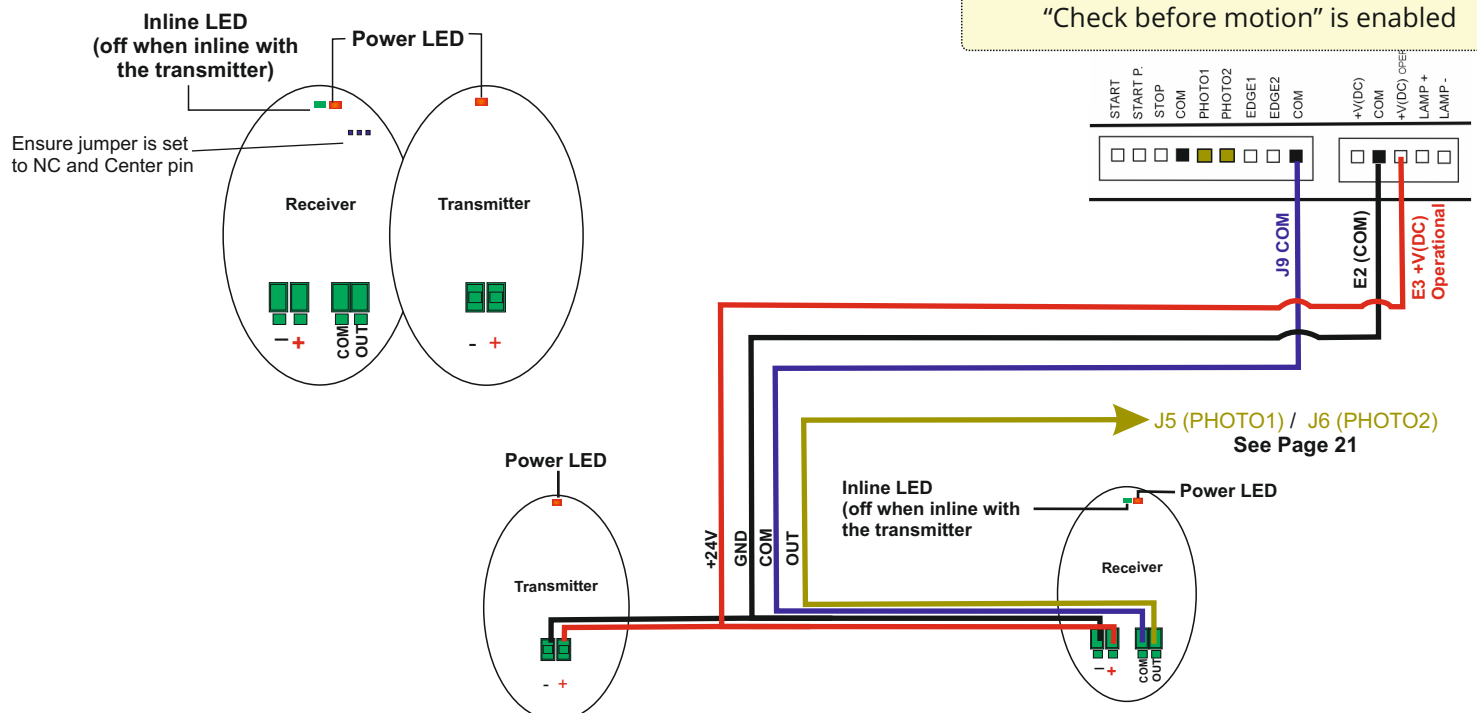 “Check before motion” is enabled
Inline LED
(off when inline with
the transmitter)
Power LED
Ensure jumper is set
to NC and Center pin
Receiver
Transmitter
– +
COM
OUT
- +
START
START P.
STOP
COM
PHOTO1
PHOTO2
EDGE1
EDGE2
COM
+V(DC)
COM
+V(DC) OPER
LAMP +
LAMP -
J9 COM
E2 (COM)
E3 +V(DC)
Operational
J5 (PHOTO1) / J6 (PHOTO2)
See Page 21
Power LED
Transmitter
- +
+24V
GND
COM
OUT
Inline LED
(off when inline with
the transmitter
Power LED
Receiver
– +
COM
OUT